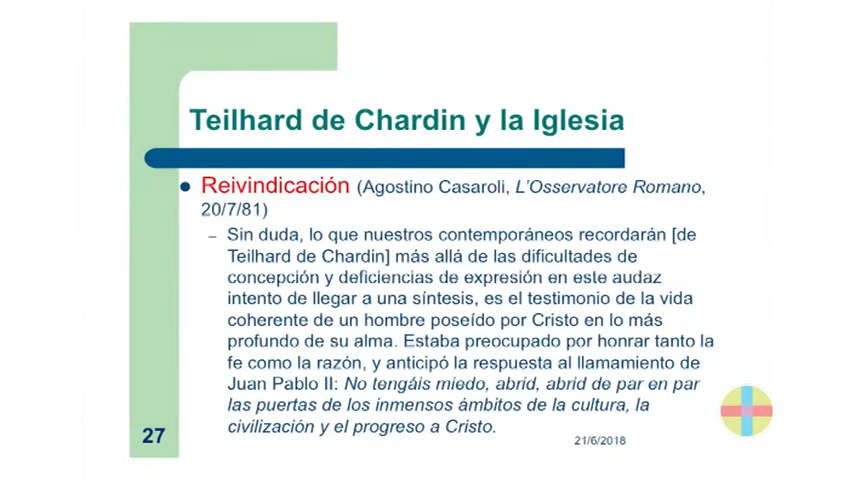 Teilhard de Chardin y la Iglesia
Reivindicación (Agostino Casaroli, L’Osservatore Romano,
20/7/81)
– Sin duda, lo que nuestros contemporáneos recordarán [de
Teilhard de Chardin] más allá de las dificultades de
concepción y deficiencias de expresión en este audaz
intento de llegar a una síntesis, es el testimonio de la vida
coherente de un hombre poseído por Cristo en lo más
profundo de su alma. Estaba preocupado por honrar tanto la
fe como la razón, y anticipó la respuesta al llamamiento de
Juan Pablo II: No tengáis miedo, abrid, abrid de par en par
las puertas de los inmensos ámbitos de la cultura, la
civilización y el progreso a Cristo.
27
21/6/2018